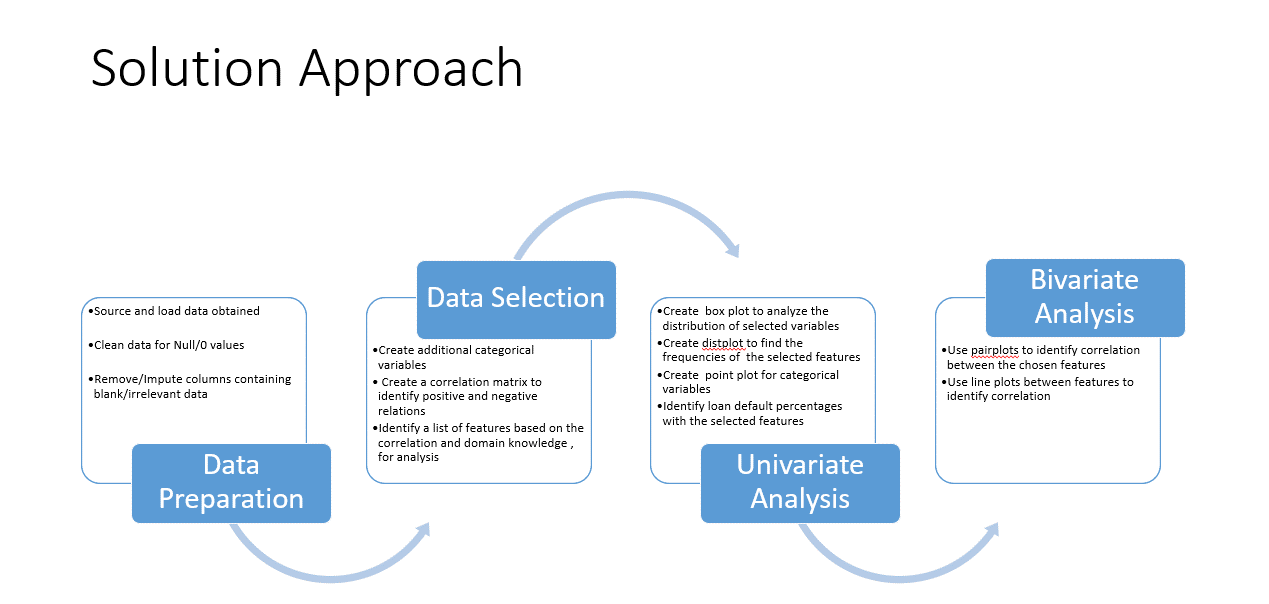 Solution Approach
•Source and load data obtained
•Clean data for Null/0 values
•Remove/Impute columns containing
blank/irrelevant data
Data
Preparation
Data Selection
•Create additional categorical
variables
• Create a correlation matrix to
identify positive and negative
relations
•Identify a list of features based on the
correlation and domain knowledge ,
for analysis
•Create  box plot to analyze the
distribution of selected variables
•Create distplot to find the
frequencies of  the selected features
•Create  point plot for categorical
variables
•Identify loan default percentages
with the selected features
Univariate
Analysis
Bivariate
Analysis
•Use pairplots to identify correlation
between the chosen features
•Use line plots between features to
identify correlation